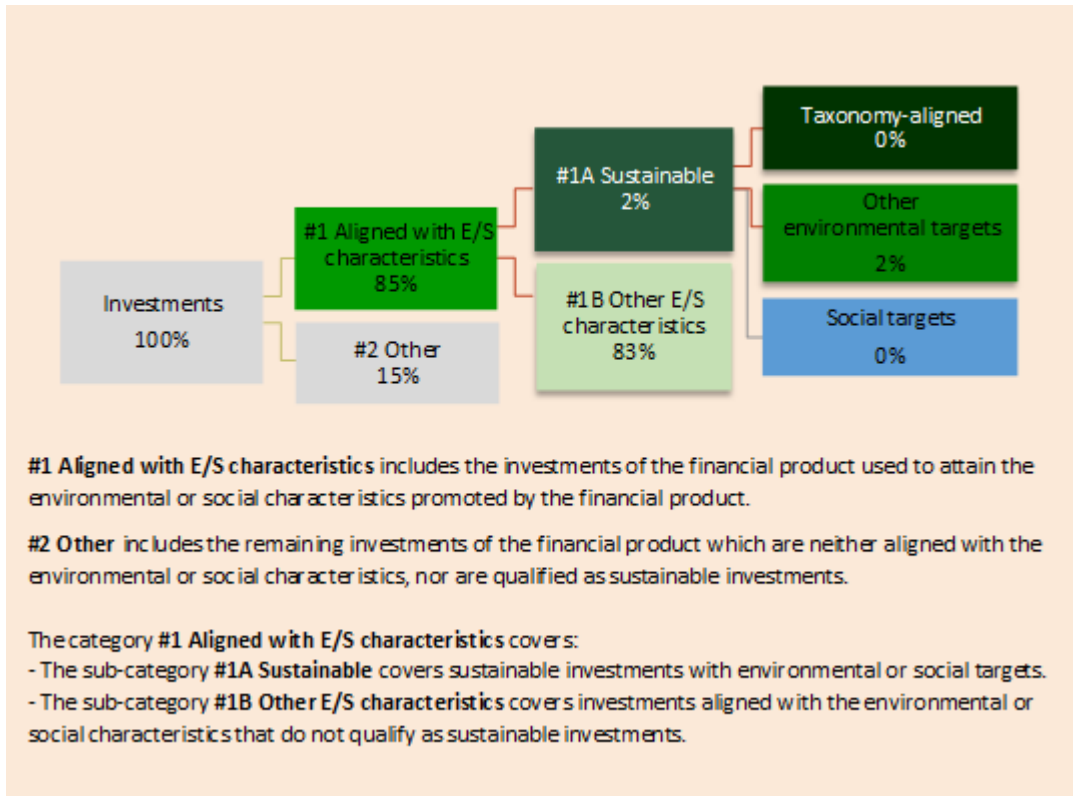 Taxonomy-aligned
0%
#1A Sustainable
2%
Other
environmental targets
2%
#1 Aligned with E/S
characteristics
85%
Investments
100%
#1B Other E/S
characteristics
83%
Social targets
0%
#2 Other
15%
#1 Aligned with E/S characteristics includes the investments of the financial product used to attain the
environmental or social characteristics promoted by the financial product.
#2 Other includes the remaining investments of the financial product which are neither aligned with the
environmental or social characteristics, nor are qualified as sustainable investments.
The category #1 Aligned with E/S characteristics covers:
- The sub-category #1A Sustainable covers sustainable investments with environmental or social targets.
- The sub-category #1B Other E/S characteristics covers investments aligned with the environmental or
social characteristics that do not qualify as sustainable investments.